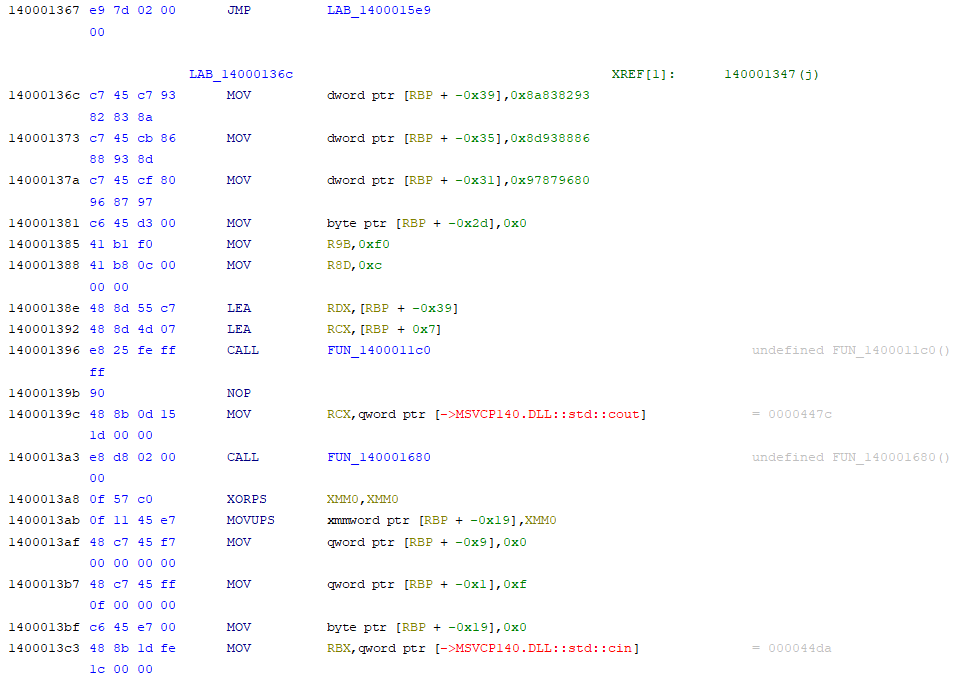 140001367 e9 7d 02 00 JMP LAB_1400015e9
00
LAB_14000136c XREF[1]: 140001347(j)
14000136c c7 45 c7 93 MOV dword ptr [RBP + -0x39],0x8a838293
82 83 8a
140001373 c7 45 cb 86 MOV dword ptr [RBP + -0x35],0x8d938886
88 93 8d
14000137a c7 45 cf 80 MOV dword ptr [RBP + -0x31],0x97879680
96 87 97
140001381 c6 45 d3 00 MOV byte ptr [RBP + -0x2d],0x0
140001385 41 b1 f0 MOV R9B,0xf0
140001388 41 b8 0c 00 MOV R8D,0xc
00 00
14000138e 48 8d 55 c7 LEA RDX,[RBP + -0x39]
140001392 48 8d 4d 07 LEA RCX,[RBP + 0x7]
140001396 e8 25 fe ff CALL FUN_1400011c0 undefined FUN_1400011c0()
ff
14000139b 90 NOP
14000139c 48 8b 0d 15 MOV RCX,qword ptr [->MSVCP140.DLL::std::cout] = 0000447c
1d 00 00
1400013a3 e8 d8 02 00 CALL FUN_140001680 undefined FUN_140001680()
00
1400013a8 0f 57 c0 XORPS XMM0,XMM0
1400013ab 0f 11 45 e7 MOVUPS xmmword ptr [RBP + -0x19],XMM0
1400013af 48 c7 45 f7 MOV qword ptr [RBP + -0x9],0x0
00 00 00 00
1400013b7 48 c7 45 ff MOV qword ptr [RBP + -0x1],0xf
0f 00 00 00
1400013bf c6 45 e7 00 MOV byte ptr [RBP + -0x19],0x0
1400013c3 48 8b 1d fe MOV RBX,qword ptr [->MSVCP140.DLL::std::cin] = 000044da
1c 00 00